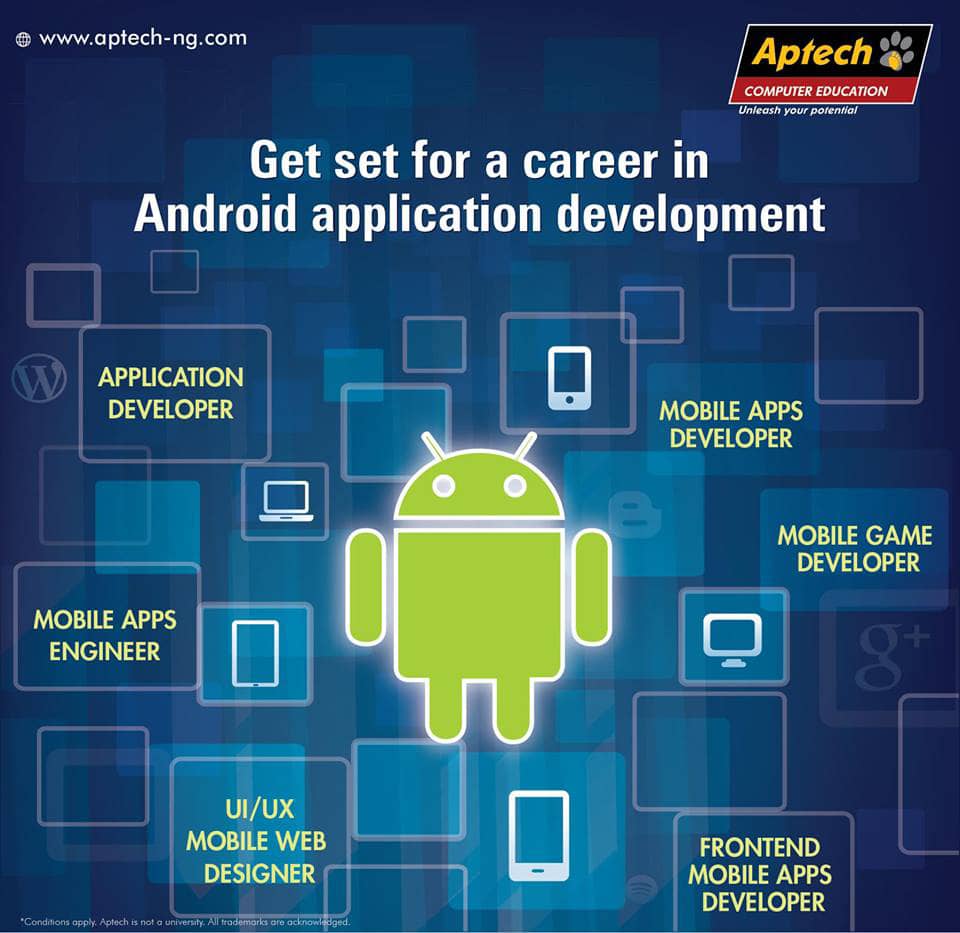 www.aptech-ng.com
Aptech
COMPUTER EDUCATION
Unleash your potential
Get set for a career in
Android application development
APPLICATION
DEVELOPER
MOBILE APPS
DEVELOPER
MOBILE GAME
DEVELOPER
MOBILE APPS
ENGINEER
g+
UI/UX
MOBILE WEB
DESIGNER
FRONTEND
MOBILE APPS
DEVELOPER
*Conditions apply. Aptech is not a university. All trademarks are acknowledged.